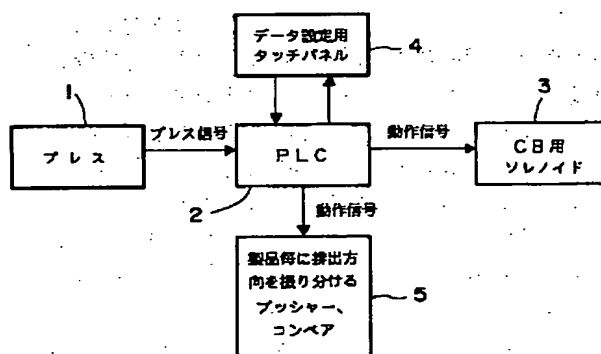 データ設定用
タッチパネル
4
1
プレス
プレス信号
PLC
2
動作信号
3
CB用
ソレノイド
動作信号
製品毎に排出方
向を振り分ける
プッシャー、
コンベア
5